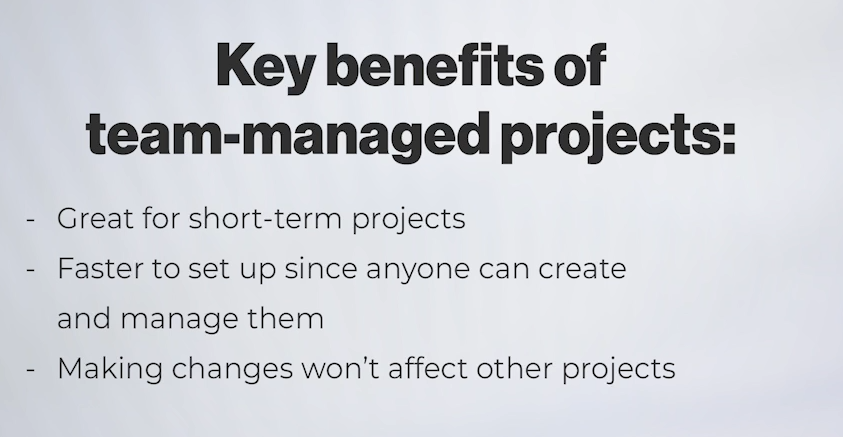 Key benefits of
team-managed projects:
- Great for short-term projects
- Faster to set up since anyone can create
and manage them
- Making changes won’t affect other projects